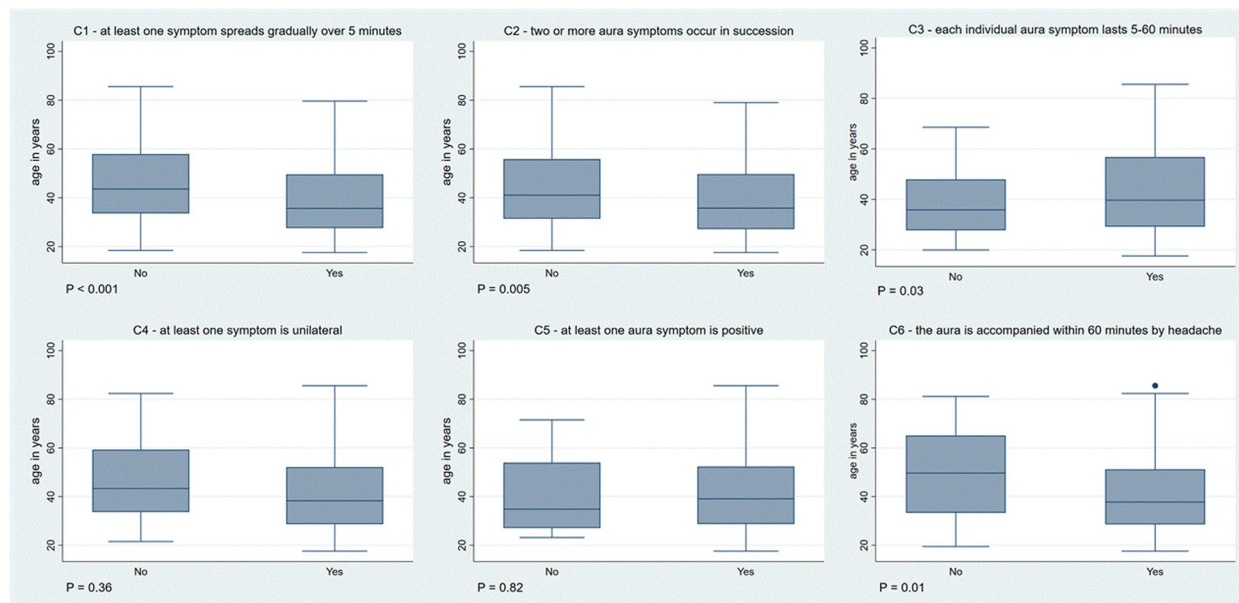 C1 - at least one symptom spreads gradually over 5 minutes
100
80
60
40
20
age in years
No Yes
P < 0.001
C2 - two or more aura symptoms occur in succession
100
80
60
40
20
age in years
No Yes
P = 0.005
C3 - each individual aura symptom lasts 5-60 minutes
100
80
60
40
20
age in years
No Yes
P = 0.03
C4 - at least one symptom is unilateral
100
80
60
40
20
age in years
No Yes
P = 0.36
C5 - at least one aura symptom is positive
100
80
60
40
20
age in years
No Yes
P = 0.82
C6 - the aura is accompanied within 60 minutes by headache
100
80
60
40
20
age in years
No Yes
P = 0.01